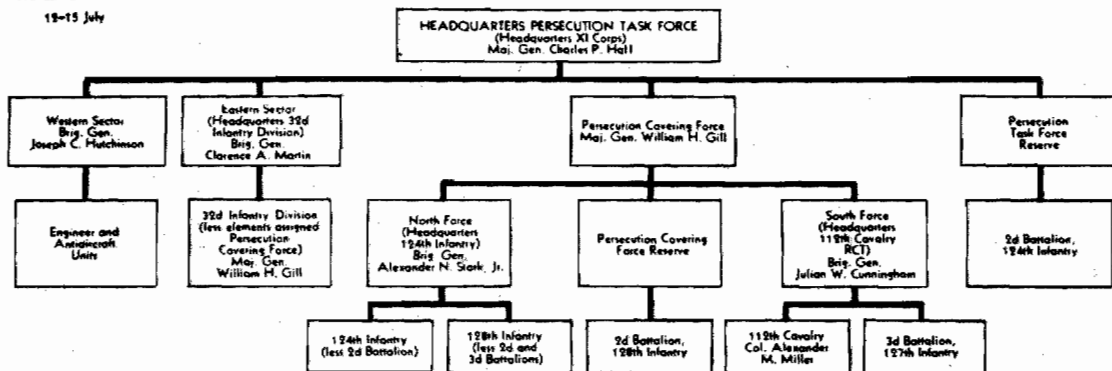 12–15 July
HEADQUARTERS PERSECUTION TASK FORCE
(Headquarters XI Corps)
Maj. Gen. Charles P. Hall
Western Sector
Brig. Gen.
Joseph C. Hutchinson
Eastern Sector
(Headquarters 32d
Infantry Division)
Brig. Gen.
Clarence A. Martin
Persecution Covering Force
Maj. Gen. William H. Gill
Persecution
Task Force
Reserve
Engineer and
Antiaircraft
Units
32d Infantry Division
(less elements assigned
Persecution
Covering Force)
Maj. Gen.
William H. Gill
North Force
(Headquarters
124th Infantry)
Brig. Gen.
Alexander N. Stark, Jr.
Persecution Covering
Force Reserve
South Force
(Headquarters
112th Cavalry
RCT)
Brig. Gen.
Julian W. Cunningham
2d Battalion,
124th Infantry
124th Infantry
(less 2d Battalion)
128th Infantry
(less 2d and
3d Battalions)
2d Battalion,
128th Infantry
112th Cavalry
Col. Alexander
M. Miller
3d Battalion,
127th Infantry